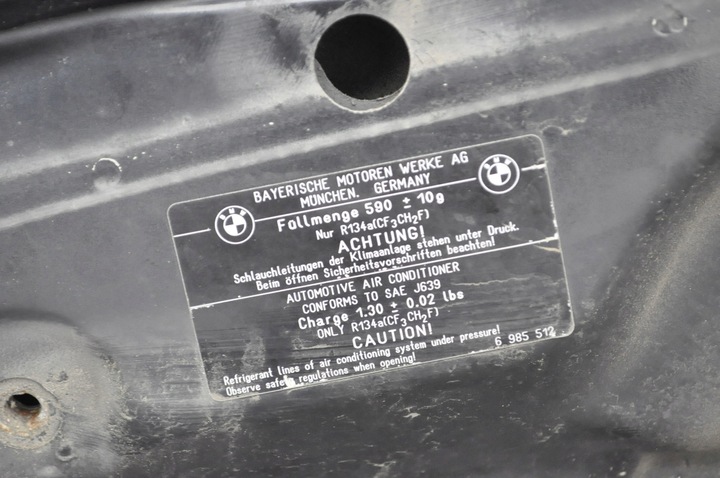 BAYERISCHE MOTOREN WERKE AG
MÜNCHEN. GERMANY
Füllmenge 590 ± 10g
Nur R134a(CF3CH2F)
ACHTUNG!
Schlauchleitungen der Klimaanlage stehen unter Druck.
Beim öffnen Sicherheitsvorschriften beachten!
AUTOMOTIVE AIR CONDITIONER
CONFORMS TO SAE J639
Charge 1.30 ± 0.02 lbs
ONLY R134a(CF3CH2F)
CAUTION!
Refrigerant lines of air conditioning system under pressure!
Observe safety regulations when opening!
6 985 512